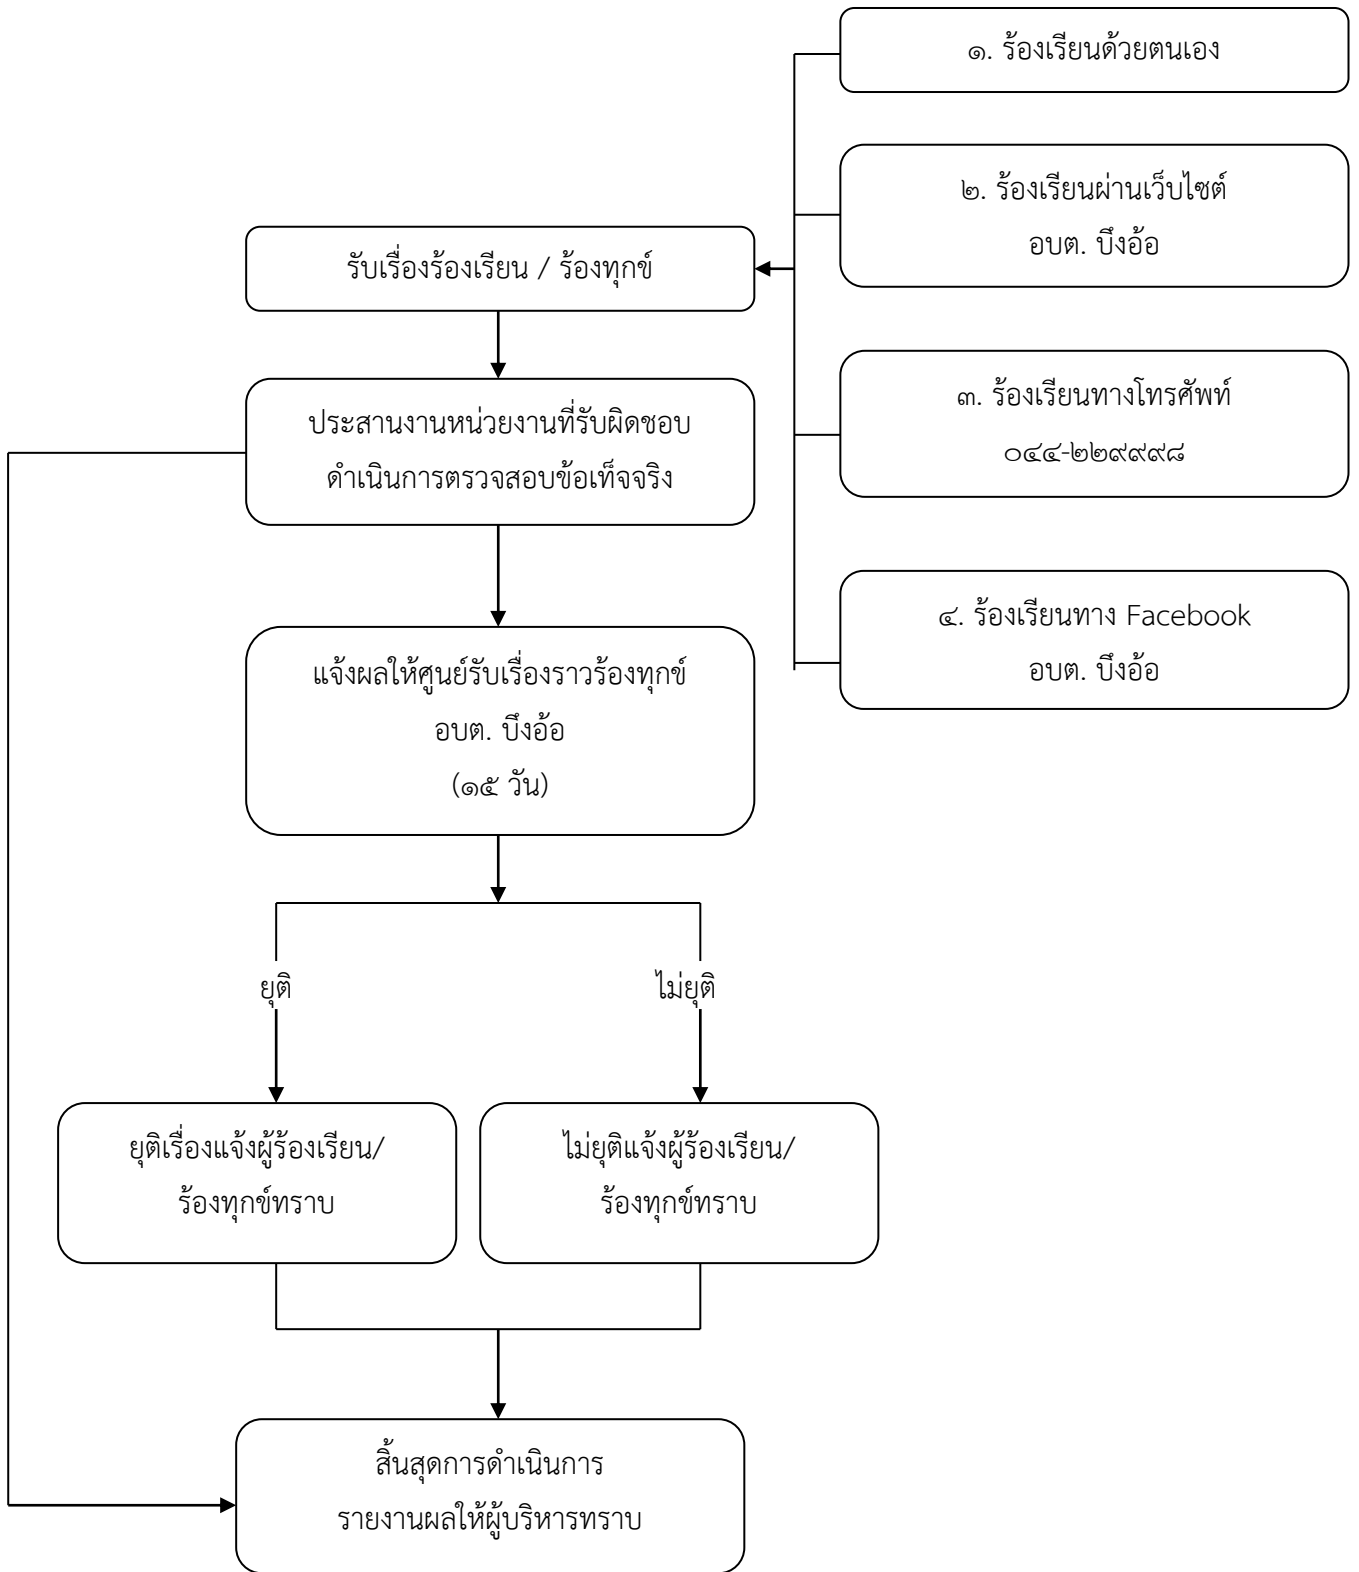 ๑. ร้องเรียนด้วยตนเอง
๒. ร้องเรียนผ่านเว็บไซต์
อบต. บึงอ้อ
รับเรื่องร้องเรียน / ร้องทุกข์
๓. ร้องเรียนทางโทรศัพท์
๐๔๔-๒๒๙๙๙๘
ประสานงานหน่วยงานที่รับผิดชอบ
ดำเนินการตรวจสอบข้อเท็จจริง
๔. ร้องเรียนทาง Facebook
อบต. บึงอ้อ
แจ้งผลให้ศูนย์รับเรื่องราวร้องทุกข์
อบต. บึงอ้อ
(๑๕ วัน)
ยุติ
ไม่ยุติ
ยุติเรื่องแจ้งผู้ร้องเรียน/
ร้องทุกข์ทราบ
ไม่ยุติแจ้งผู้ร้องเรียน/
ร้องทุกข์ทราบ
สิ้นสุดการดำเนินการ
รายงานผลให้ผู้บริหารทราบ